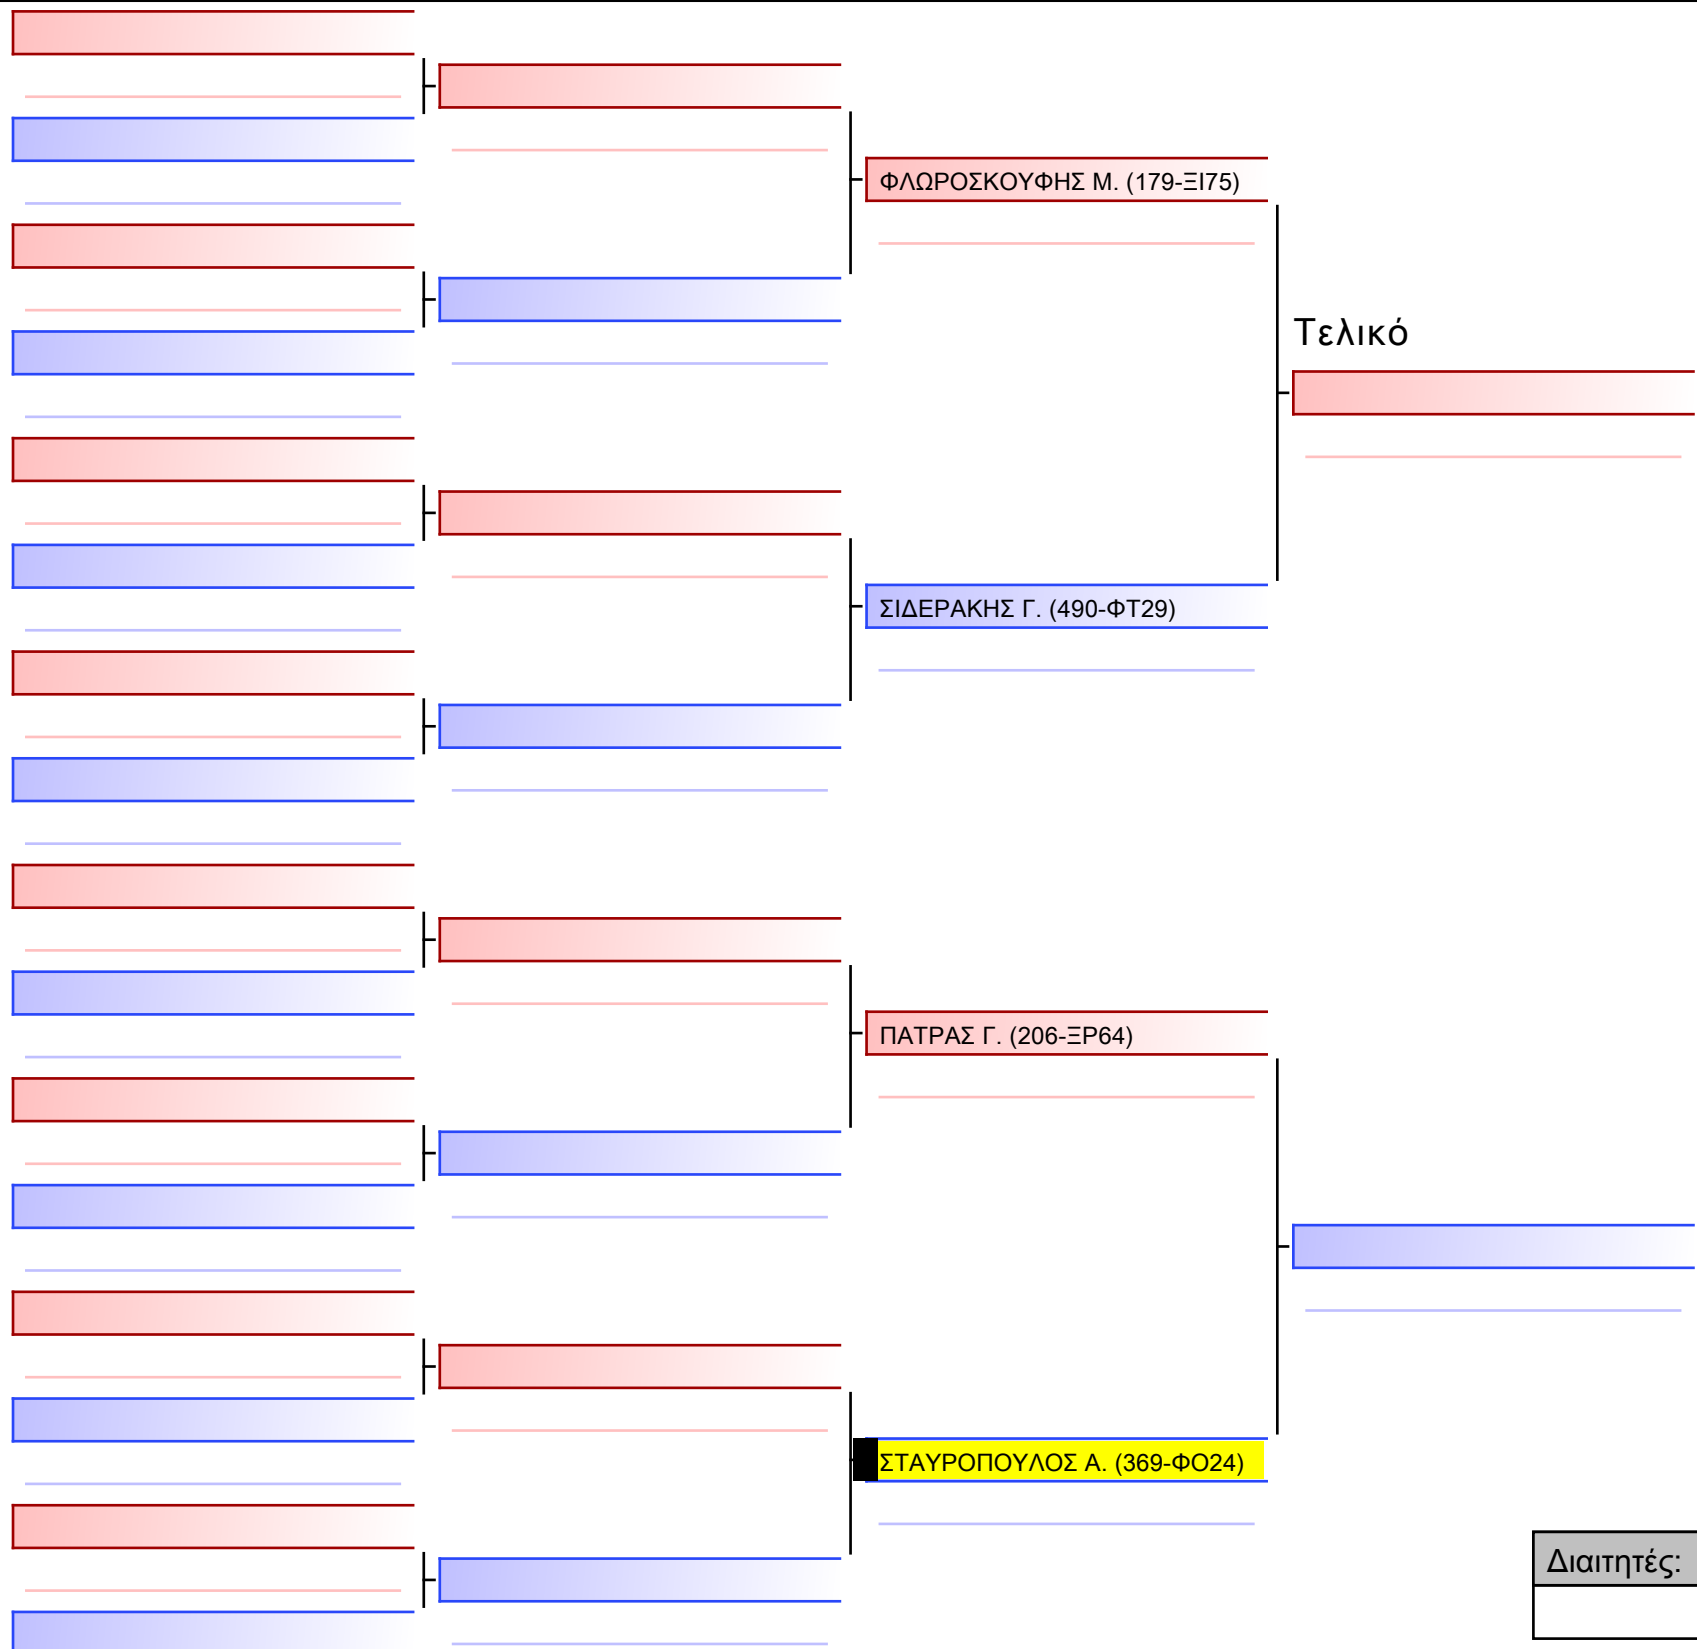 ΦΛΩΡΟΣΚΟΥΦΗΣ Μ. (179-ΞΙ75)
Τελικό
ΣΙΔΕΡΑΚΗΣ Γ. (490-ΦΤ29)
ΠΑΤΡΑΣ Γ. (206-ΞΡ64)
ΣΤΑΥΡΟΠΟΥΛΟΣ Α. (369-ΦΟ24)
Διαιτητές: